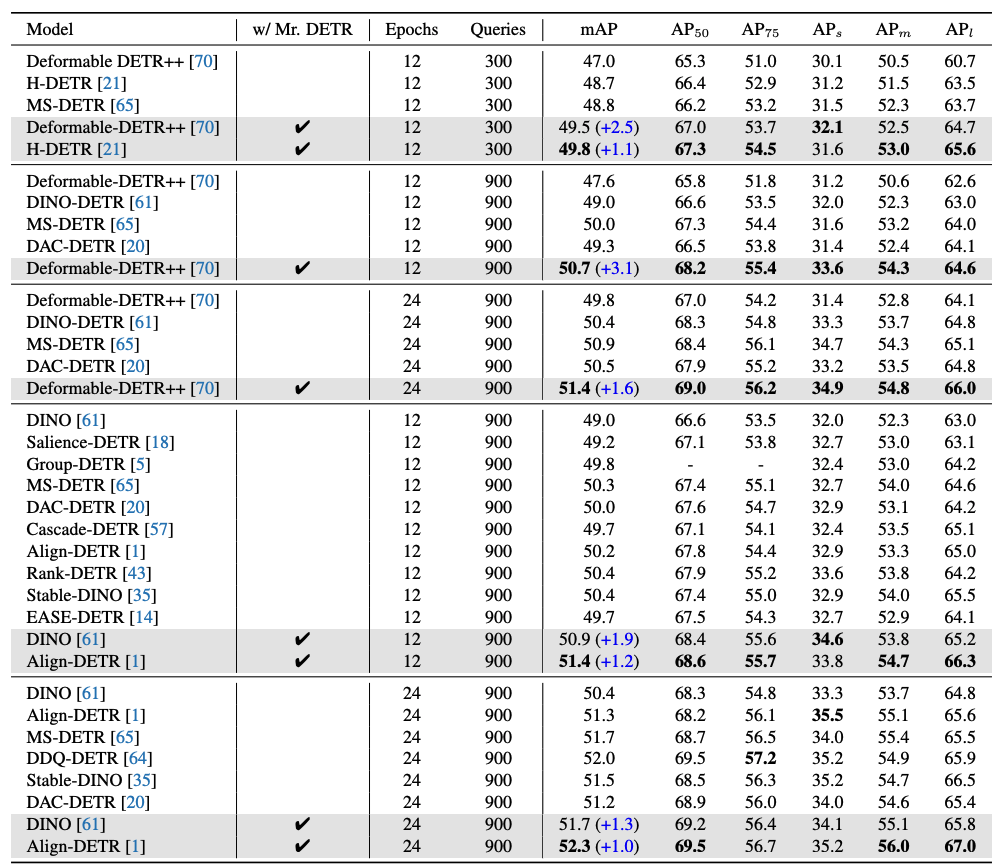 Model w/ Mr. DETR Epochs Queries mAP AP50 AP75 APs APm APl
Deformable DETR++ [70] 12 300 47.0 65.3 51.0 30.1 50.5 60.7
H-DETR [21] 12 300 48.7 66.4 52.9 31.2 51.5 63.5
MS-DETR [65] 12 300 48.8 66.2 53.2 31.5 52.3 63.7
Deformable-DETR++ [70] ✔ 12 300 49.5 (+2.5) 67.0 53.7 32.1 52.5 64.7
H-DETR [21] ✔ 12 300 49.8 (+1.1) 67.3 54.5 31.6 53.0 65.6
Deformable-DETR++ [70] 12 900 47.6 65.8 51.8 31.2 50.6 62.6
DINO-DETR [61] 12 900 49.0 66.6 53.5 32.0 52.3 63.0
MS-DETR [65] 12 900 50.0 67.3 54.4 31.6 53.2 64.0
DAC-DETR [20] 12 900 49.3 66.5 53.8 31.4 52.4 64.1
Deformable-DETR++ [70] ✔ 12 900 50.7 (+3.1) 68.2 55.4 33.6 54.3 64.6
Deformable-DETR++ [70] 24 900 49.8 67.0 54.2 31.4 52.8 64.1
DINO-DETR [61] 24 900 50.4 68.3 54.8 33.3 53.7 64.8
MS-DETR [65] 24 900 50.9 68.4 56.1 34.7 54.3 65.1
DAC-DETR [20] 24 900 50.5 67.9 55.2 33.2 53.5 64.8
Deformable-DETR++ [70] ✔ 24 900 51.4 (+1.6) 69.0 56.2 34.9 54.8 66.0
DINO [61] 12 900 49.0 66.6 53.5 32.0 52.3 63.0
Salience-DETR [18] 12 900 49.2 67.1 53.8 32.7 53.0 63.1
Group-DETR [5] 12 900 49.8 - - 32.4 53.0 64.2
MS-DETR [65] 12 900 50.3 67.4 55.1 32.7 54.0 64.6
DAC-DETR [20] 12 900 50.0 67.6 54.7 32.9 53.1 64.2
Cascade-DETR [57] 12 900 49.7 67.1 54.1 32.4 53.5 65.1
Align-DETR [1] 12 900 50.2 67.8 54.4 32.9 53.3 65.0
Rank-DETR [43] 12 900 50.4 67.9 55.2 33.6 53.8 64.2
Stable-DINO [35] 12 900 50.4 67.4 55.0 32.9 54.0 65.5
EASE-DETR [14] 12 900 49.7 67.5 54.3 32.7 52.9 64.1
DINO [61] ✔ 12 900 50.9 (+1.9) 68.4 55.6 34.6 53.8 65.2
Align-DETR [1] ✔ 12 900 51.4 (+1.2) 68.6 55.7 33.8 54.7 66.3
DINO [61] 24 900 50.4 68.3 54.8 33.3 53.7 64.8
Align-DETR [1] 24 900 51.3 68.2 56.1 35.5 55.1 65.6
MS-DETR [65] 24 900 51.7 68.7 56.5 34.0 55.4 65.5
DDQ-DETR [64] 24 900 52.0 69.5 57.2 35.2 54.9 65.9
Stable-DINO [35] 24 900 51.5 68.5 56.3 35.2 54.7 66.5
DAC-DETR [20] 24 900 51.2 68.9 56.0 34.0 54.6 65.4
DINO [61] ✔ 24 900 51.7 (+1.3) 69.2 56.4 34.1 55.1 65.8
Align-DETR [1] ✔ 24 900 52.3 (+1.0) 69.5 56.7 35.2 56.0 67.0